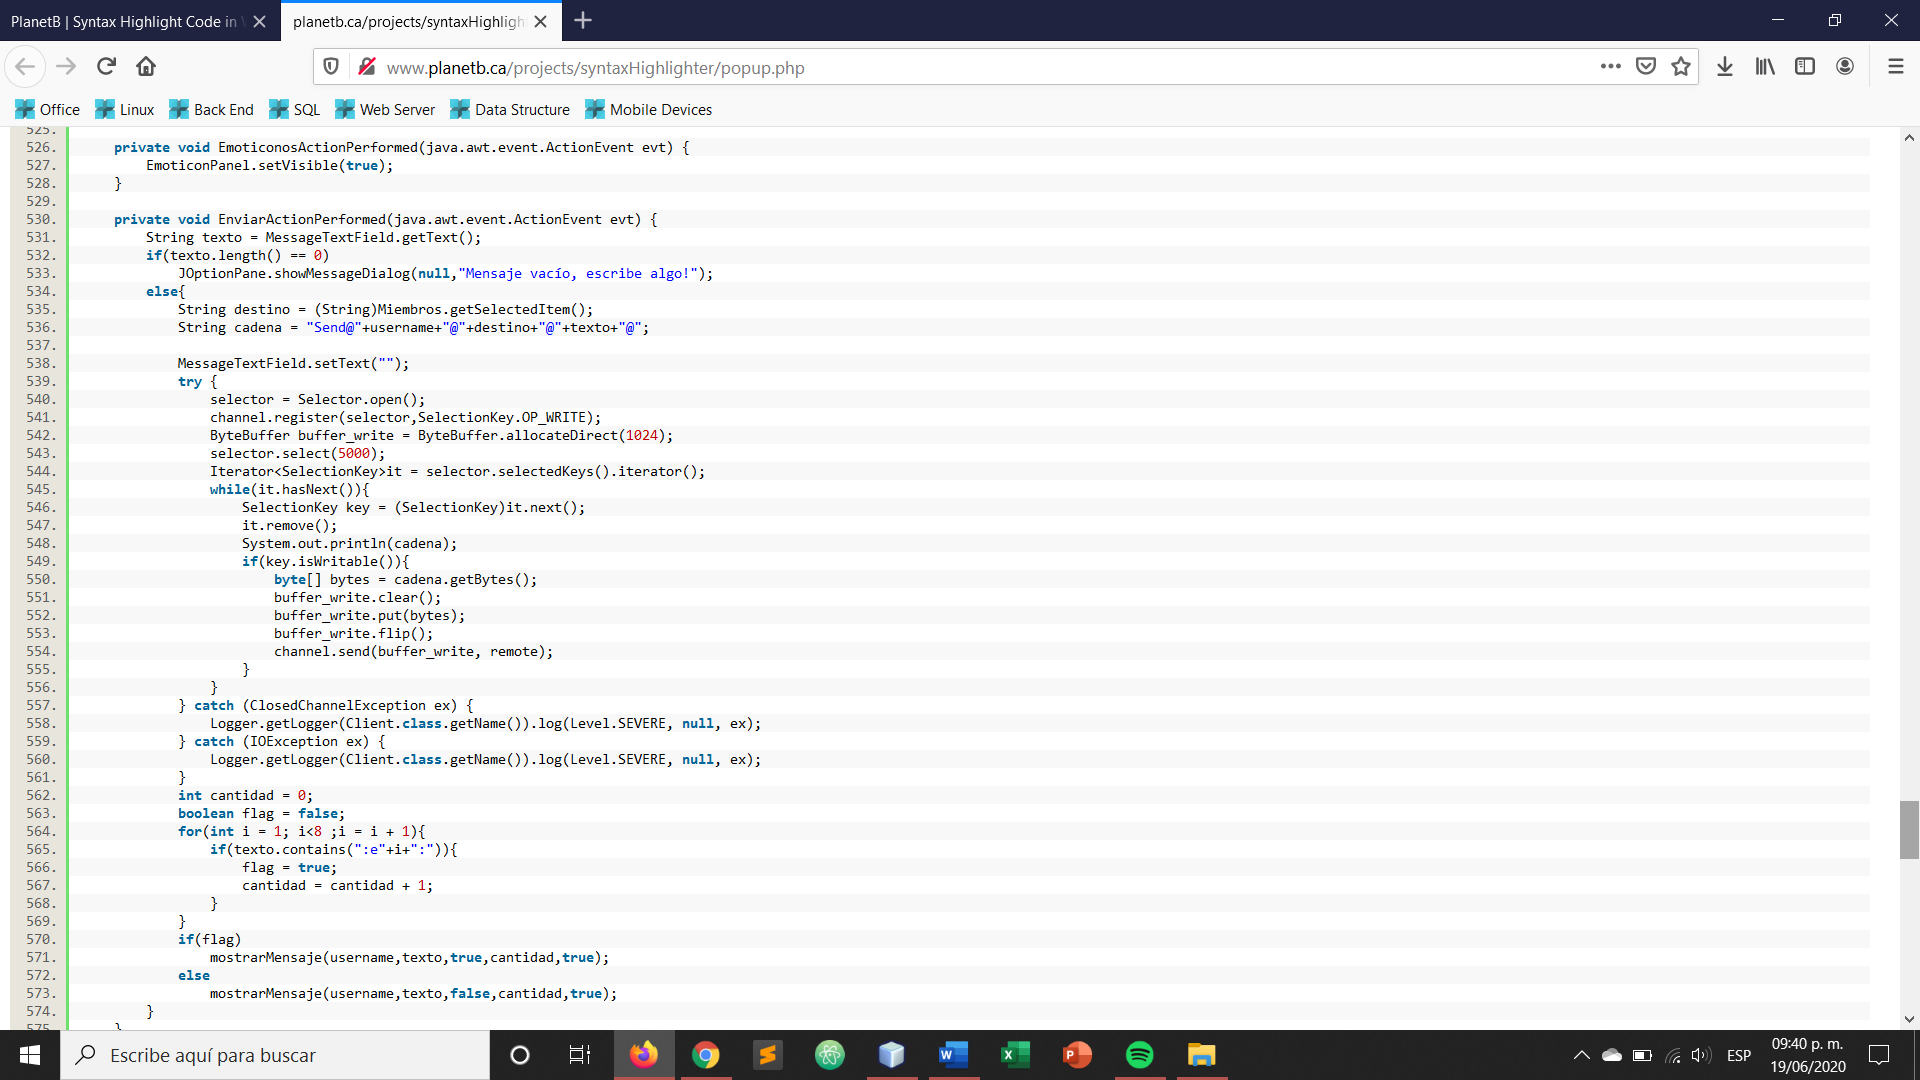 PlanetB | Syntax Highlight Code in
planetb.ca/projects/syntaxHighligh
www.planetb.ca/projects/syntaxHighlighter/popup.php
Office Linux Back End SQL Web Server Data Structure Mobile Devices
525.
526. private void EmoticonosActionPerformed(java.awt.event.ActionEvent evt) {
527. EmoticonPanel.setVisible(true);
528. }
529.
530. private void EnviarActionPerformed(java.awt.event.ActionEvent evt) {
531. String texto = MessageTextField.getText();
532. if(texto.length() == 0)
533. JOptionPane.showMessageDialog(null,"Mensaje vacío, escribe algo!");
534. else{
535. String destino = (String)Miembros.getSelectedItem();
536. String cadena = "Send@"+username+"@"+destino+"@"+texto+"@";
537.
538. MessageTextField.setText("");
539. try {
540. selector = Selector.open();
541. channel.register(selector,SelectionKey.OP_WRITE);
542. ByteBuffer buffer_write = ByteBuffer.allocateDirect(1024);
543. selector.select(5000);
544. Iterator<SelectionKey>it = selector.selectedKeys().iterator();
545. while(it.hasNext()){
546. SelectionKey key = (SelectionKey)it.next();
547. it.remove();
548. System.out.println(cadena);
549. if(key.isWritable()){
550. byte[] bytes = cadena.getBytes();
551. buffer_write.clear();
552. buffer_write.put(bytes);
553. buffer_write.flip();
554. channel.send(buffer_write, remote);
555. }
556. }
557. } catch (ClosedChannelException ex) {
558. Logger.getLogger(Client.class.getName()).log(Level.SEVERE, null, ex);
559. } catch (IOException ex) {
560. Logger.getLogger(Client.class.getName()).log(Level.SEVERE, null, ex);
561. }
562. int cantidad = 0;
563. boolean flag = false;
564. for(int i = 1; i<8 ;i = i + 1){
565. if(texto.contains(":e"+i+":")){
566. flag = true;
567. cantidad = cantidad + 1;
568. }
569. }
570. if(flag)
571. mostrarMensaje(username,texto,true,cantidad,true);
572. else
573. mostrarMensaje(username,texto,false,cantidad,true);
574. }
575. }
Escribe aquí para buscar
ESP
09:40 p. m.
19/06/2020